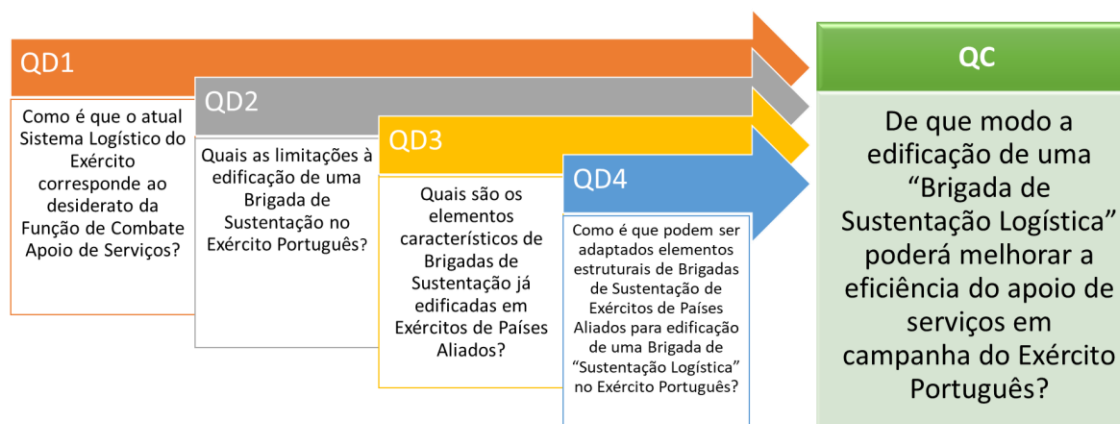 QD1
Como é que o atual
Sistema Logístico do
Exército
corresponde ao
desiderato da
Função de Combate
Apoio de Serviços?
QD2
Quais as limitações à
edificação de uma
Brigada de
Sustentação no
Exército Português?
QD3
Quais são os
elementos
característicos de
Brigadas de
Sustentação já
edificadas em
Exércitos de Países
Aliados?
QD4
Como é que podem ser
adaptados elementos
estruturais de Brigadas
de Sustentação de
Exércitos de Países
Aliados para edificação
de uma Brigada de
“Sustentação Logística”
no Exército Português?
QC
De que modo a
edificação de uma
“Brigada de
Sustentação Logística”
poderá melhorar a
eficiência do apoio de
serviços em
campanha do Exército
Português?